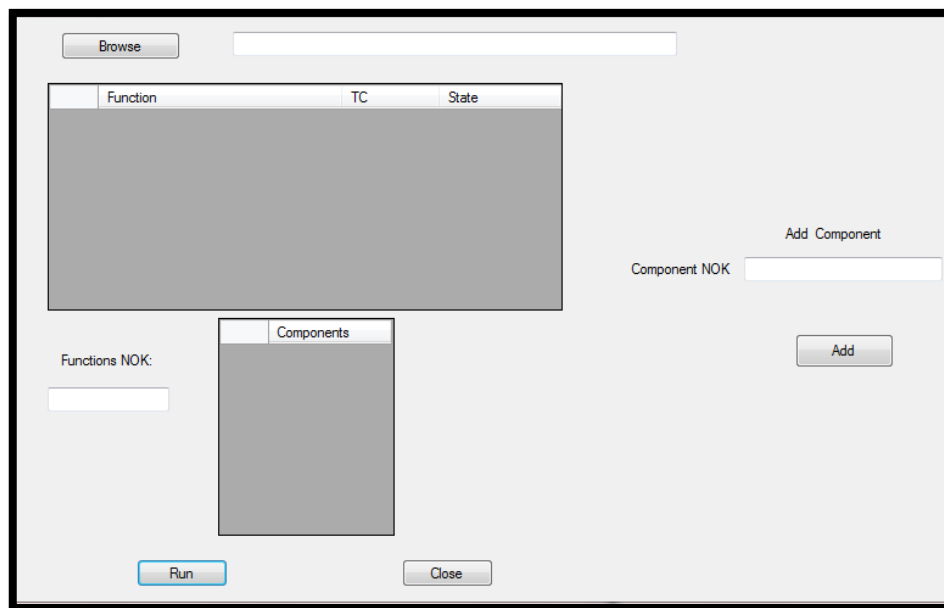 Browse
Function TC State
Add Component
Component NOK
Components
Add
Functions NOK:
Run Close